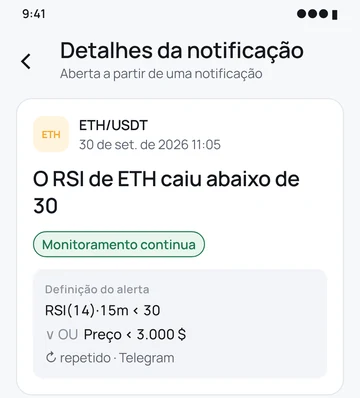 9:41
Detalhes da notificação
Aberta a partir de uma notificação
ETH
ETH/USDT
30 de set. de 2026 11:05
O RSI de ETH caiu abaixo de
30
Monitoramento continua
Definição do alerta
RSI(14)·15m < 30
∨ OU Preço < 3.000 $
↻ repetido · Telegram